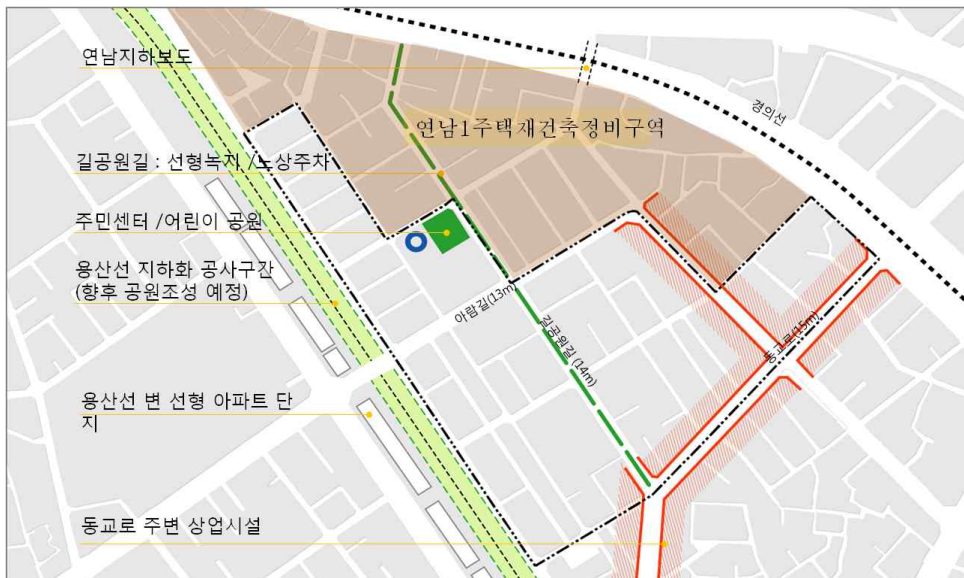 연남지하보도
경의선
연남1주택재건축정비구역
길공원길 : 선형녹지 /노상주차
주민센터 /어린이 공원
용산선 지하화 공사구간
(향후 공원조성 예정)
아람길(13m)
길공원길 (14m)
동교로(15m)
용산선 변 선형 아파트 단
지
동교로 주변 상업시설